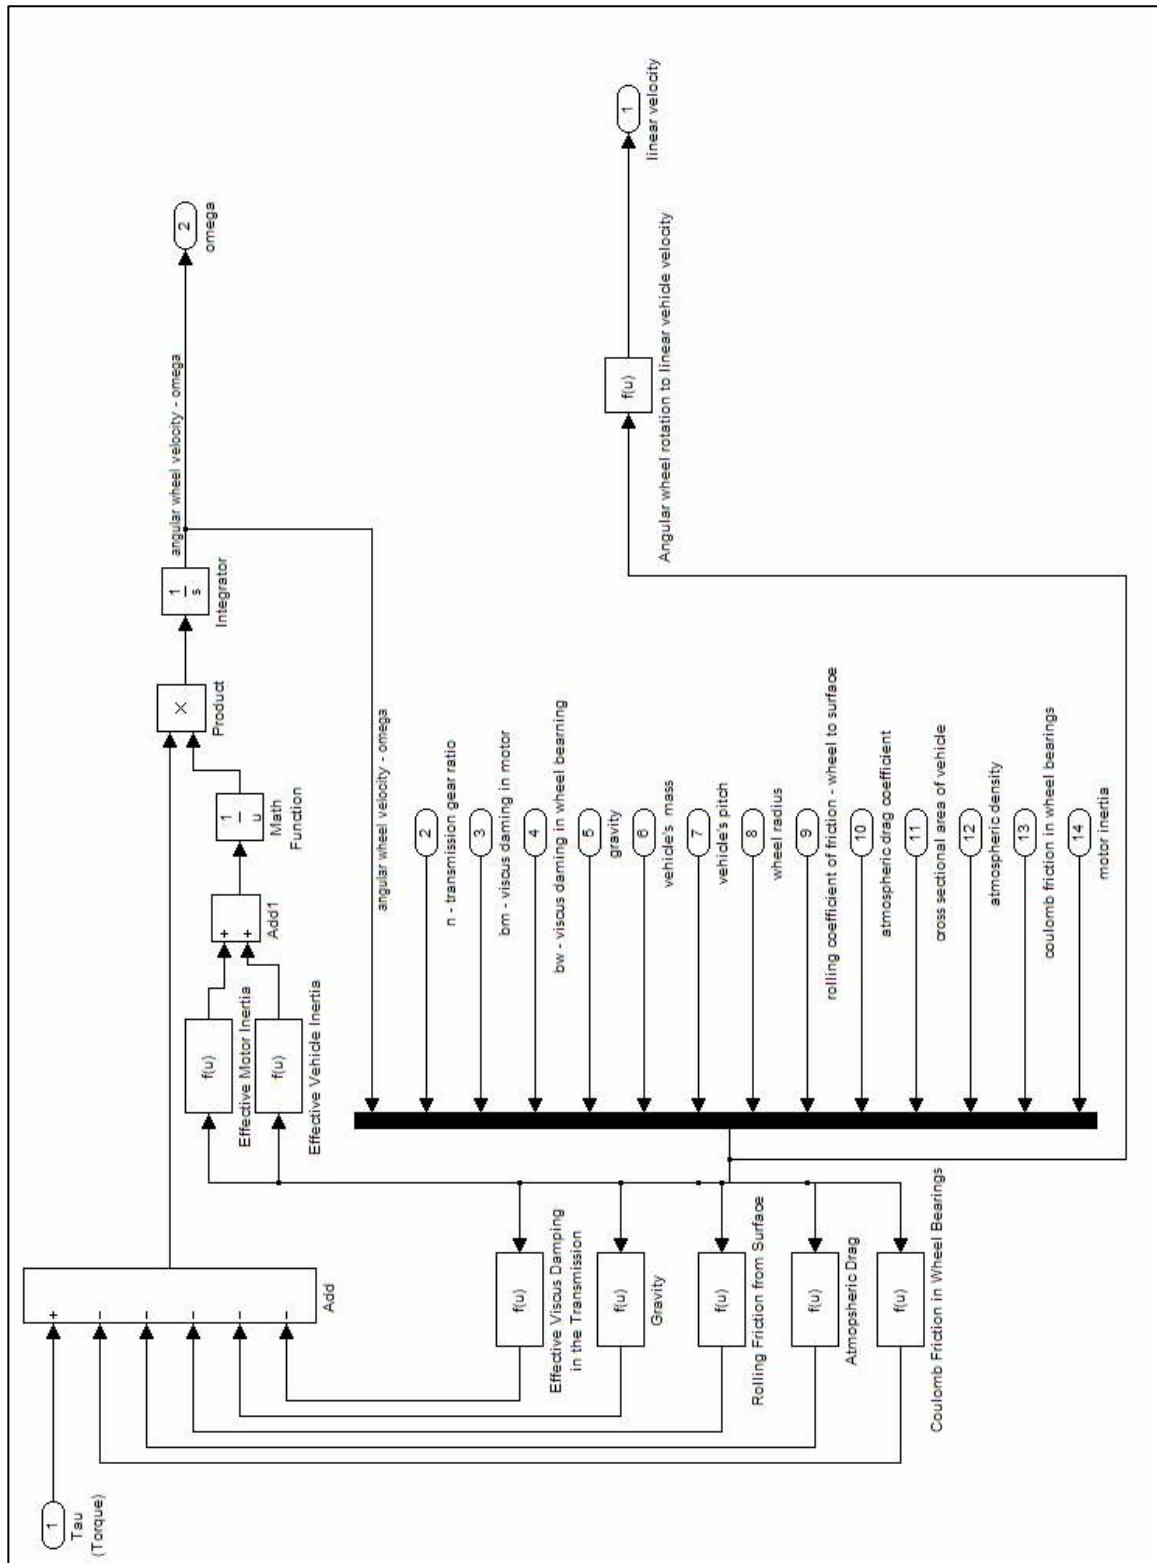 1
Tau
(Torque)
+
−
−
−
−
−
Add
f(u)
Effective Motor Inertia
f(u)
Effective Vehicle Inertia
+
+
Add1
1
u
Math
Function
×
Product
1
s
Integrator
angular wheel velocity - omega
2
omega
angular wheel velocity - omega
2
n - transmission gear ratio
3
bm - viscus daming in motor
4
bw - viscus daming in wheel bearning
5
gravity
6
vehicle's mass
7
vehicle's pitch
8
wheel radius
9
rolling coefficient of friction - wheel to surface
10
atmospheric drag coefficient
11
cross sectional area of vehicle
12
atmospheric density
13
coulomb friction in wheel bearings
14
motor inertia
f(u)
Effective Viscus Damping
in the Transmission
f(u)
Gravity
f(u)
Rolling Friction from Surface
f(u)
Atmopsheric Drag
f(u)
Coulomb Friction in Wheel Bearings
f(u)
Angular wheel rotation to linear vehicle velocity
1
linear velocity